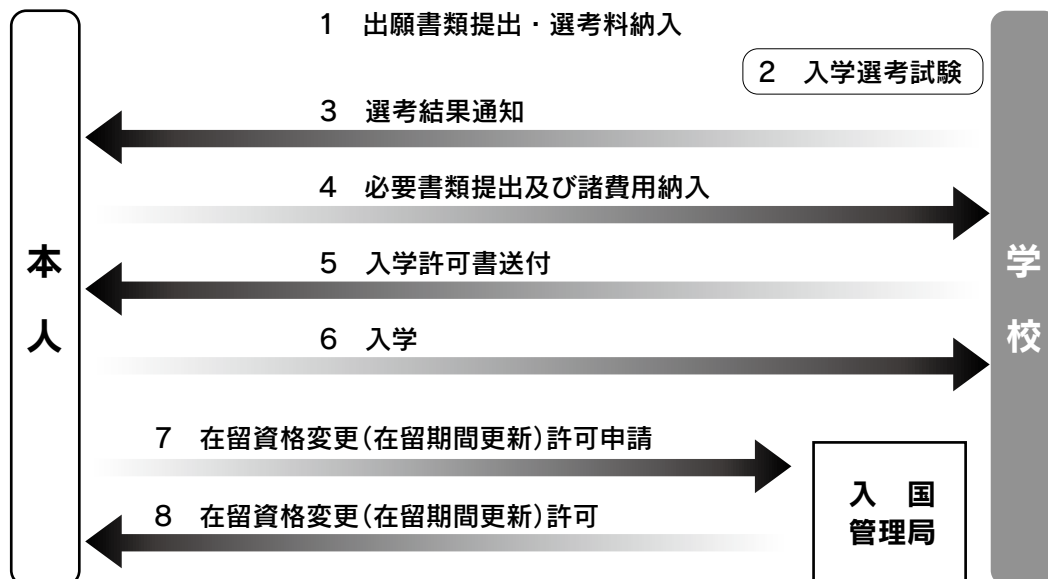 1 出願書類提出・選考料納入
2 入学選考試験
3 選考結果通知
4 必要書類提出及び諸費用納入
5 入学許可書送付
6 入学
7 在留資格変更(在留期間更新)許可申請
8 在留資格変更(在留期間更新)許可
本人
学校
入国
管理局